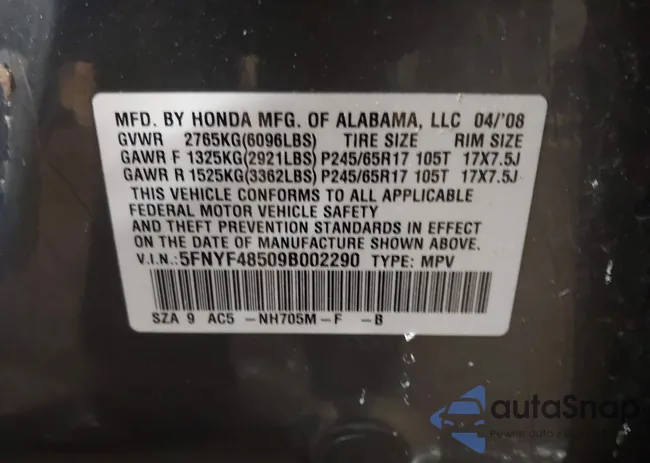 MFD. BY HONDA MFG. OF ALABAMA, LLC 04/'08
GVWR 2765KG(6096LBS) TIRE SIZE RIM SIZE
GAWR F 1325KG(2921LBS) P245/65R17 105T 17X7.5J
GAWR R 1525KG(3362LBS) P245/65R17 105T 17X7.5J
THIS VEHICLE CONFORMS TO ALL APPLICABLE
FEDERAL MOTOR VEHICLE SAFETY
AND THEFT PREVENTION STANDARDS IN EFFECT
ON THE DATE OF MANUFACTURE SHOWN ABOVE.
V.I.N.:5FNYF48509B002290 TYPE: MPV
SZA 9 AC5 -NH705M-F -B
autaSnap